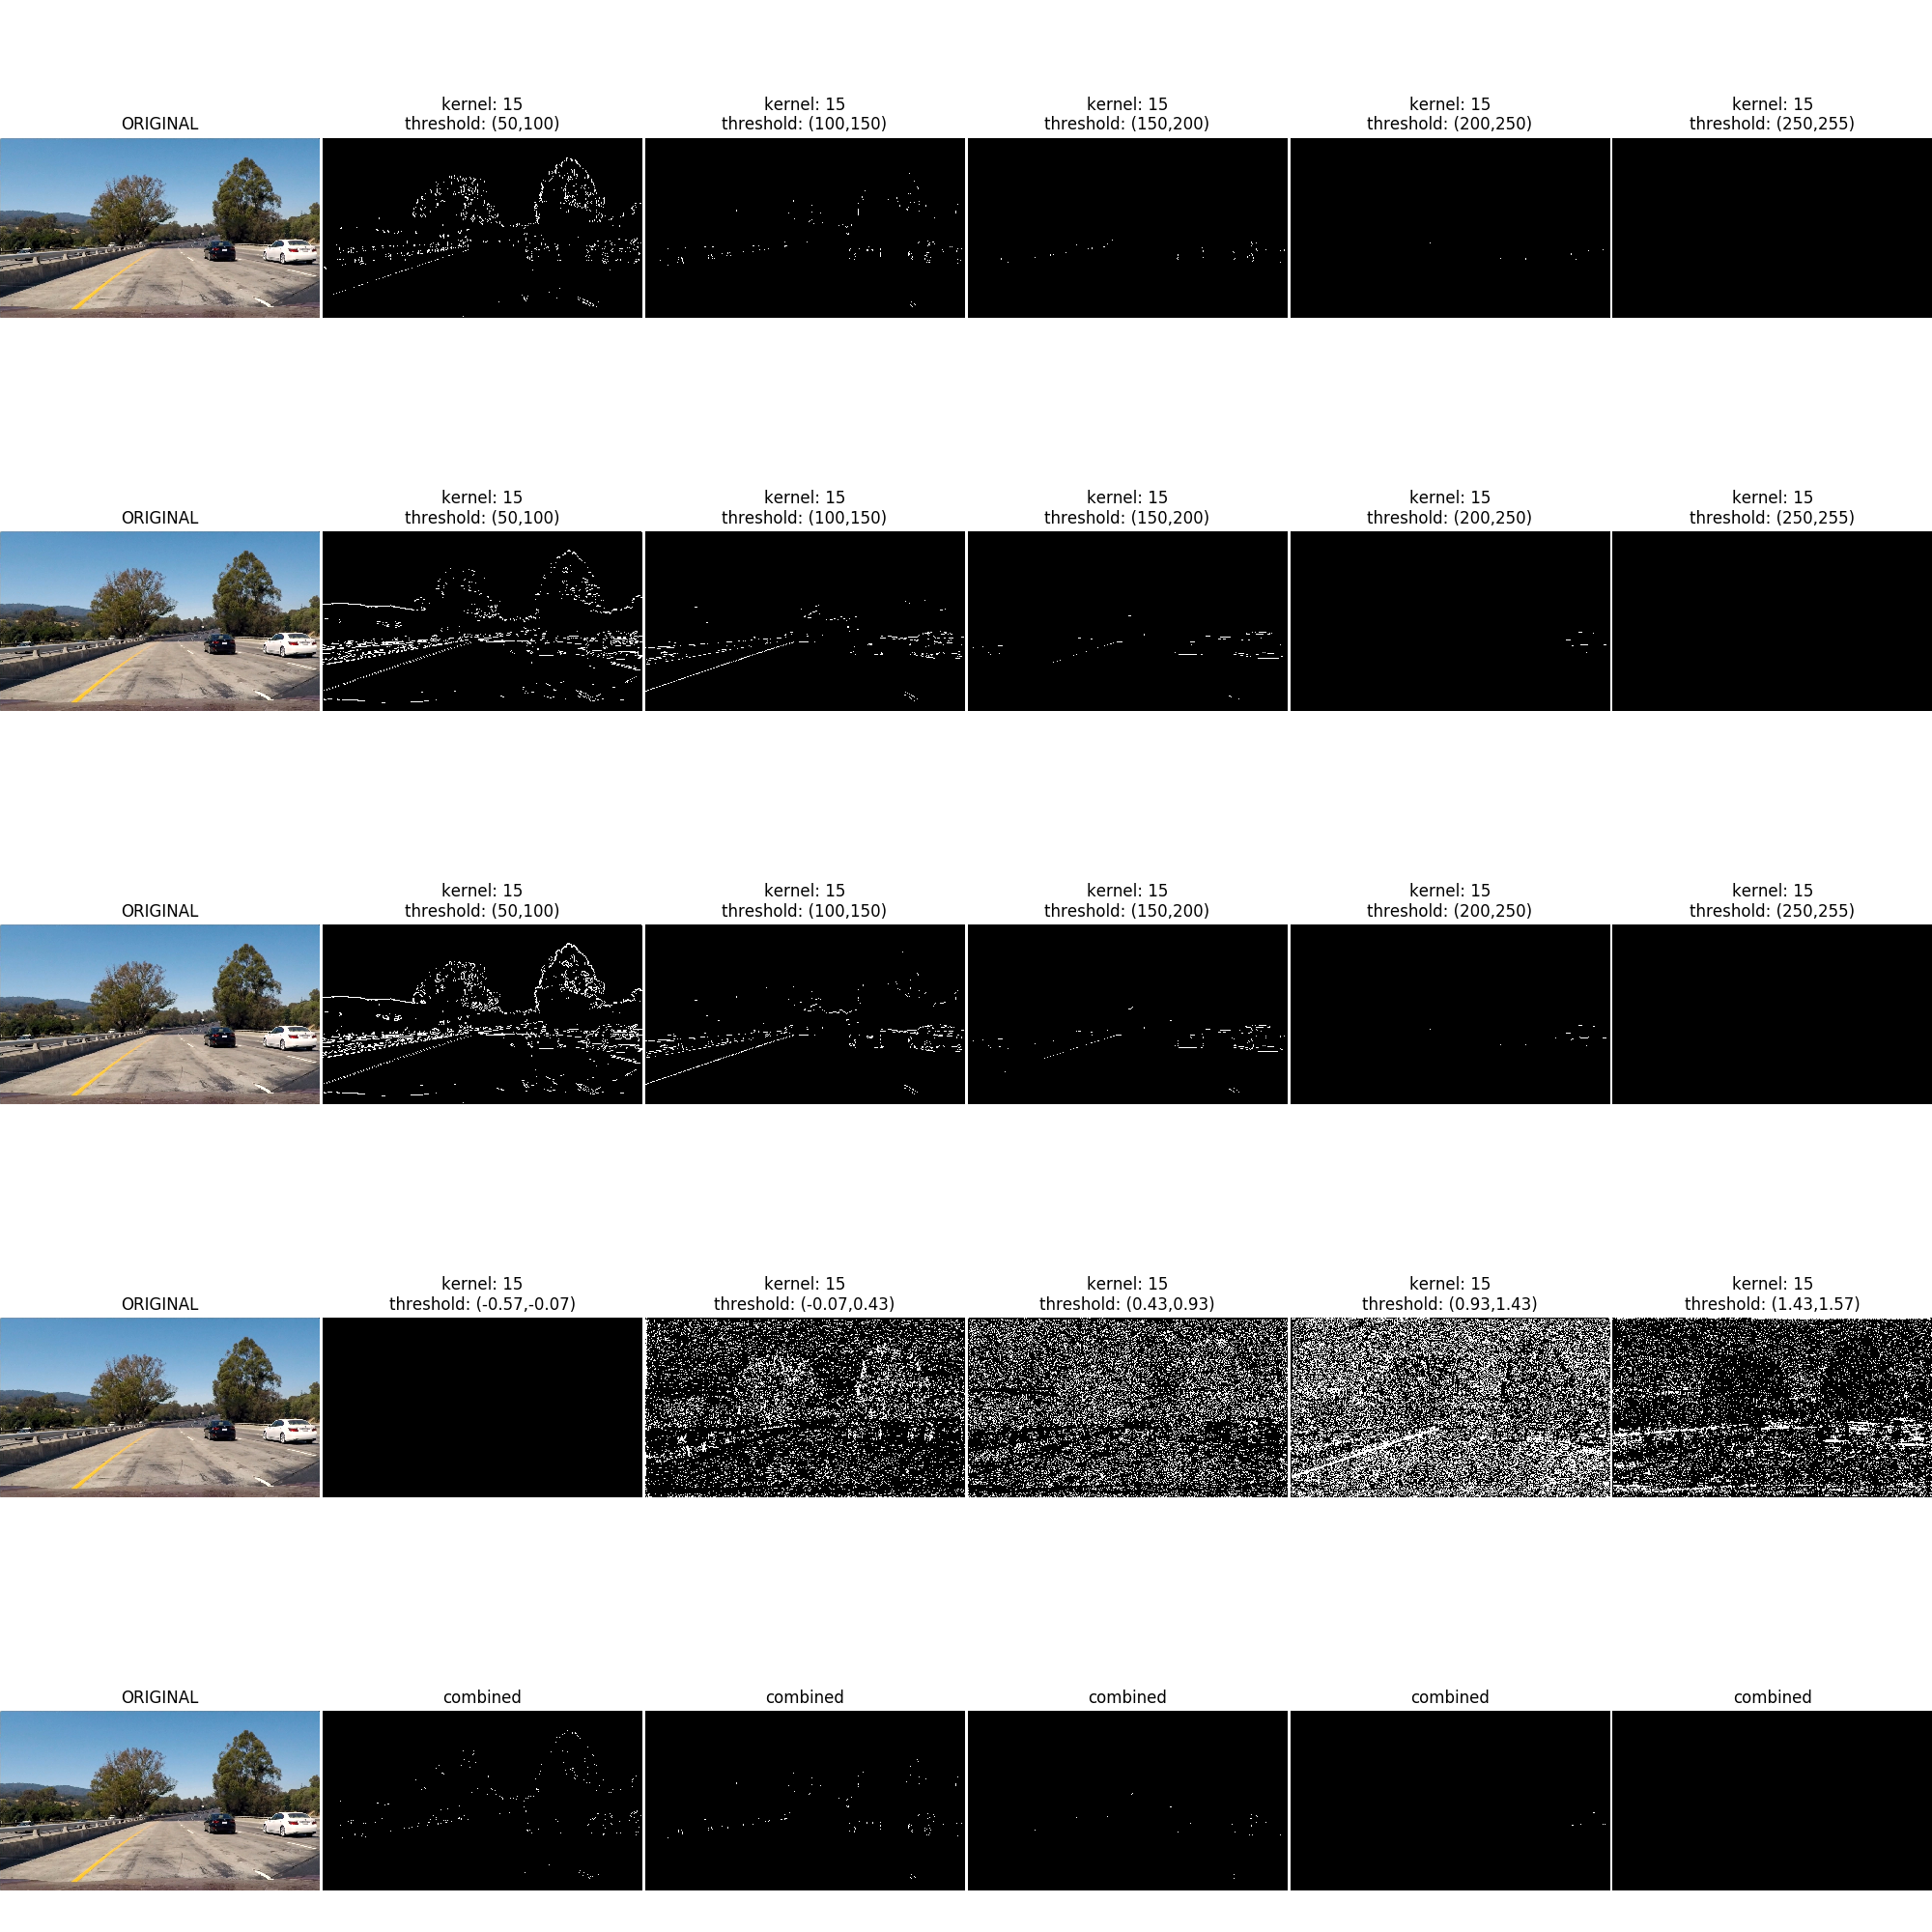 ORIGINAL
kernel: 15
threshold: (50,100)
kernel: 15
threshold: (100,150)
kernel: 15
threshold: (150,200)
kernel: 15
threshold: (200,250)
kernel: 15
threshold: (250,255)
ORIGINAL
kernel: 15
threshold: (50,100)
kernel: 15
threshold: (100,150)
kernel: 15
threshold: (150,200)
kernel: 15
threshold: (200,250)
kernel: 15
threshold: (250,255)
ORIGINAL
kernel: 15
threshold: (50,100)
kernel: 15
threshold: (100,150)
kernel: 15
threshold: (150,200)
kernel: 15
threshold: (200,250)
kernel: 15
threshold: (250,255)
ORIGINAL
kernel: 15
threshold: (-0.57,-0.07)
kernel: 15
threshold: (-0.07,0.43)
kernel: 15
threshold: (0.43,0.93)
kernel: 15
threshold: (0.93,1.43)
kernel: 15
threshold: (1.43,1.57)
ORIGINAL
combined
combined
combined
combined
combined